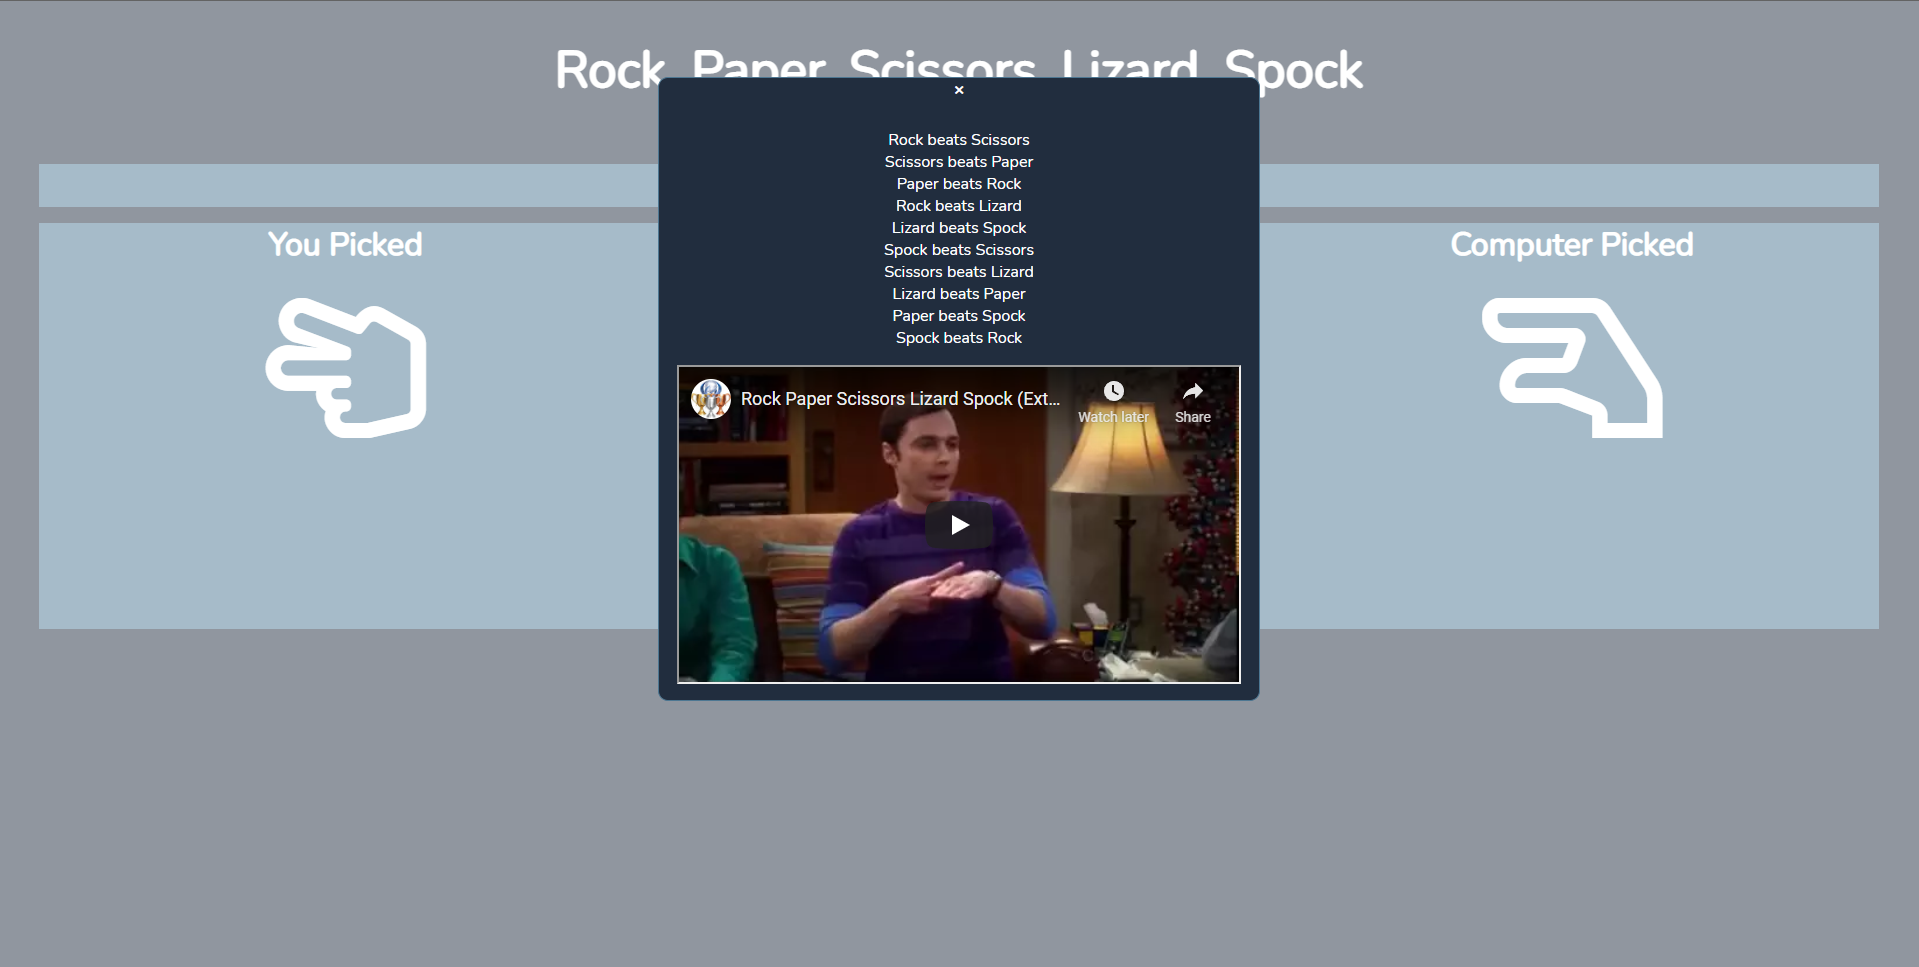 Rock Paper Scissors Lizard Spock
×
Rock beats Scissors
Scissors beats Paper
Paper beats Rock
Rock beats Lizard
Lizard beats Spock
Spock beats Scissors
Scissors beats Lizard
Lizard beats Paper
Paper beats Spock
Spock beats Rock
You Picked
Computer Picked
Rock Paper Scissors Lizard Spock (Ext...
Watch later
Share